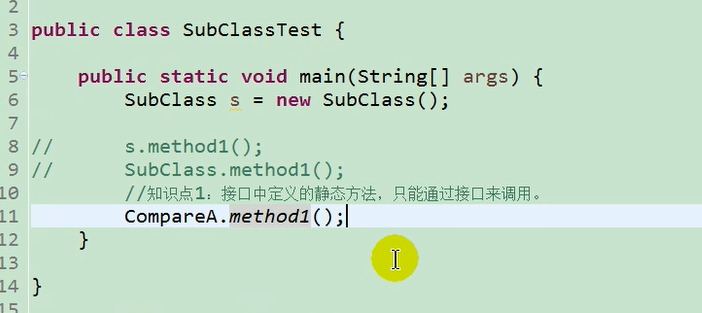 2
3 public class SubClassTest {
4
5 public static void main(String[] args) {
6 SubClass s = new SubClass();
7
8 // s.method1();
9 // SubClass.method1();
10 //知识点1：接口中定义的静态方法，只能通过接口来调用。
11 CompareA.method1();
12 }
13
14 }
15